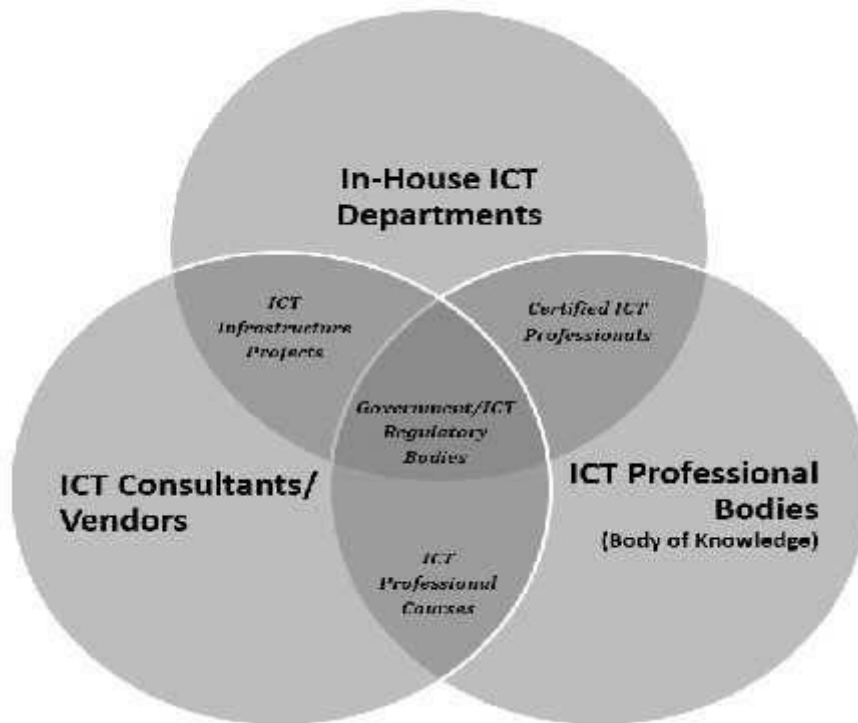 In-House ICT
Departments
ICT
Infrastructure
Projects
Certified ICT
Professionals
Government/ICT
Regulatory
Bodies
ICT Consultants/
Vendors
ICT Professional
Bodies
(Body of Knowledge)
ICT
Professional
Courses